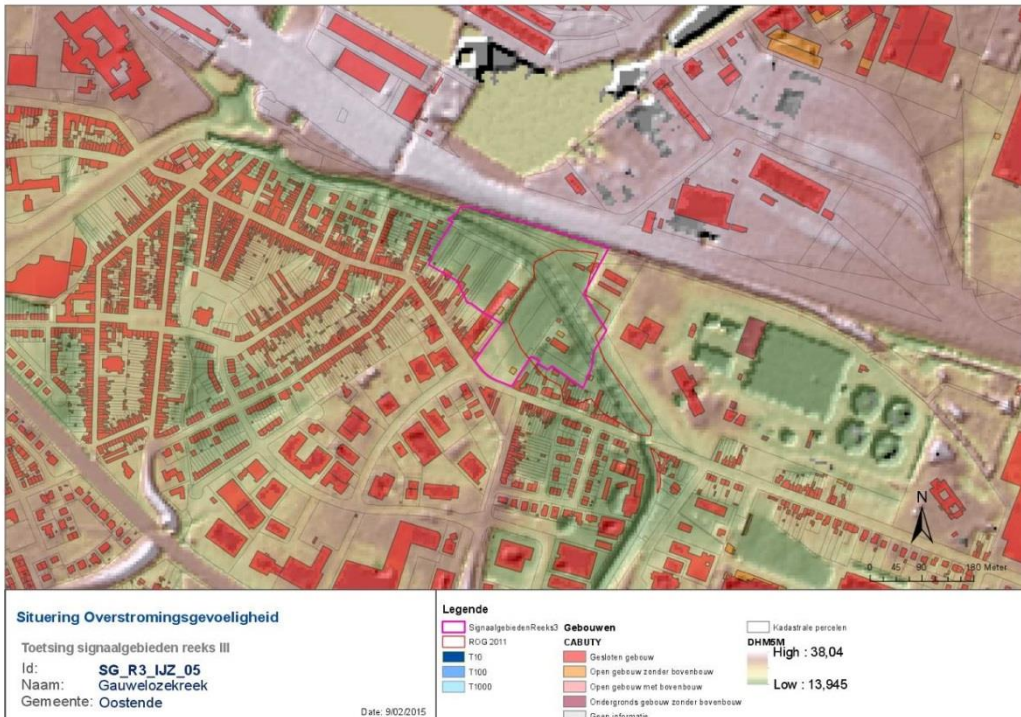 N
0 45 90 180 Meter
Situering Overstromingsgevoeligheid
Toetsing signaalgebieden reeks III
Id: SG_R3_IJZ_05
Naam: Gauwelozekreek
Gemeente: Oostende
Date: 9/02/2015
Legende
SignaalgebiedenReeks3
ROG 2011
T10
T100
T1000
Gebouwen
CABUTY
Gesloten gebouw
Open gebouw zonder bovenbouw
Open gebouw met bovenbouw
Ondergronds gebouw zonder bovenbouw
Geen informatie
Kadastrale percelen
DHM5M
High : 38,04
Low : 13,945